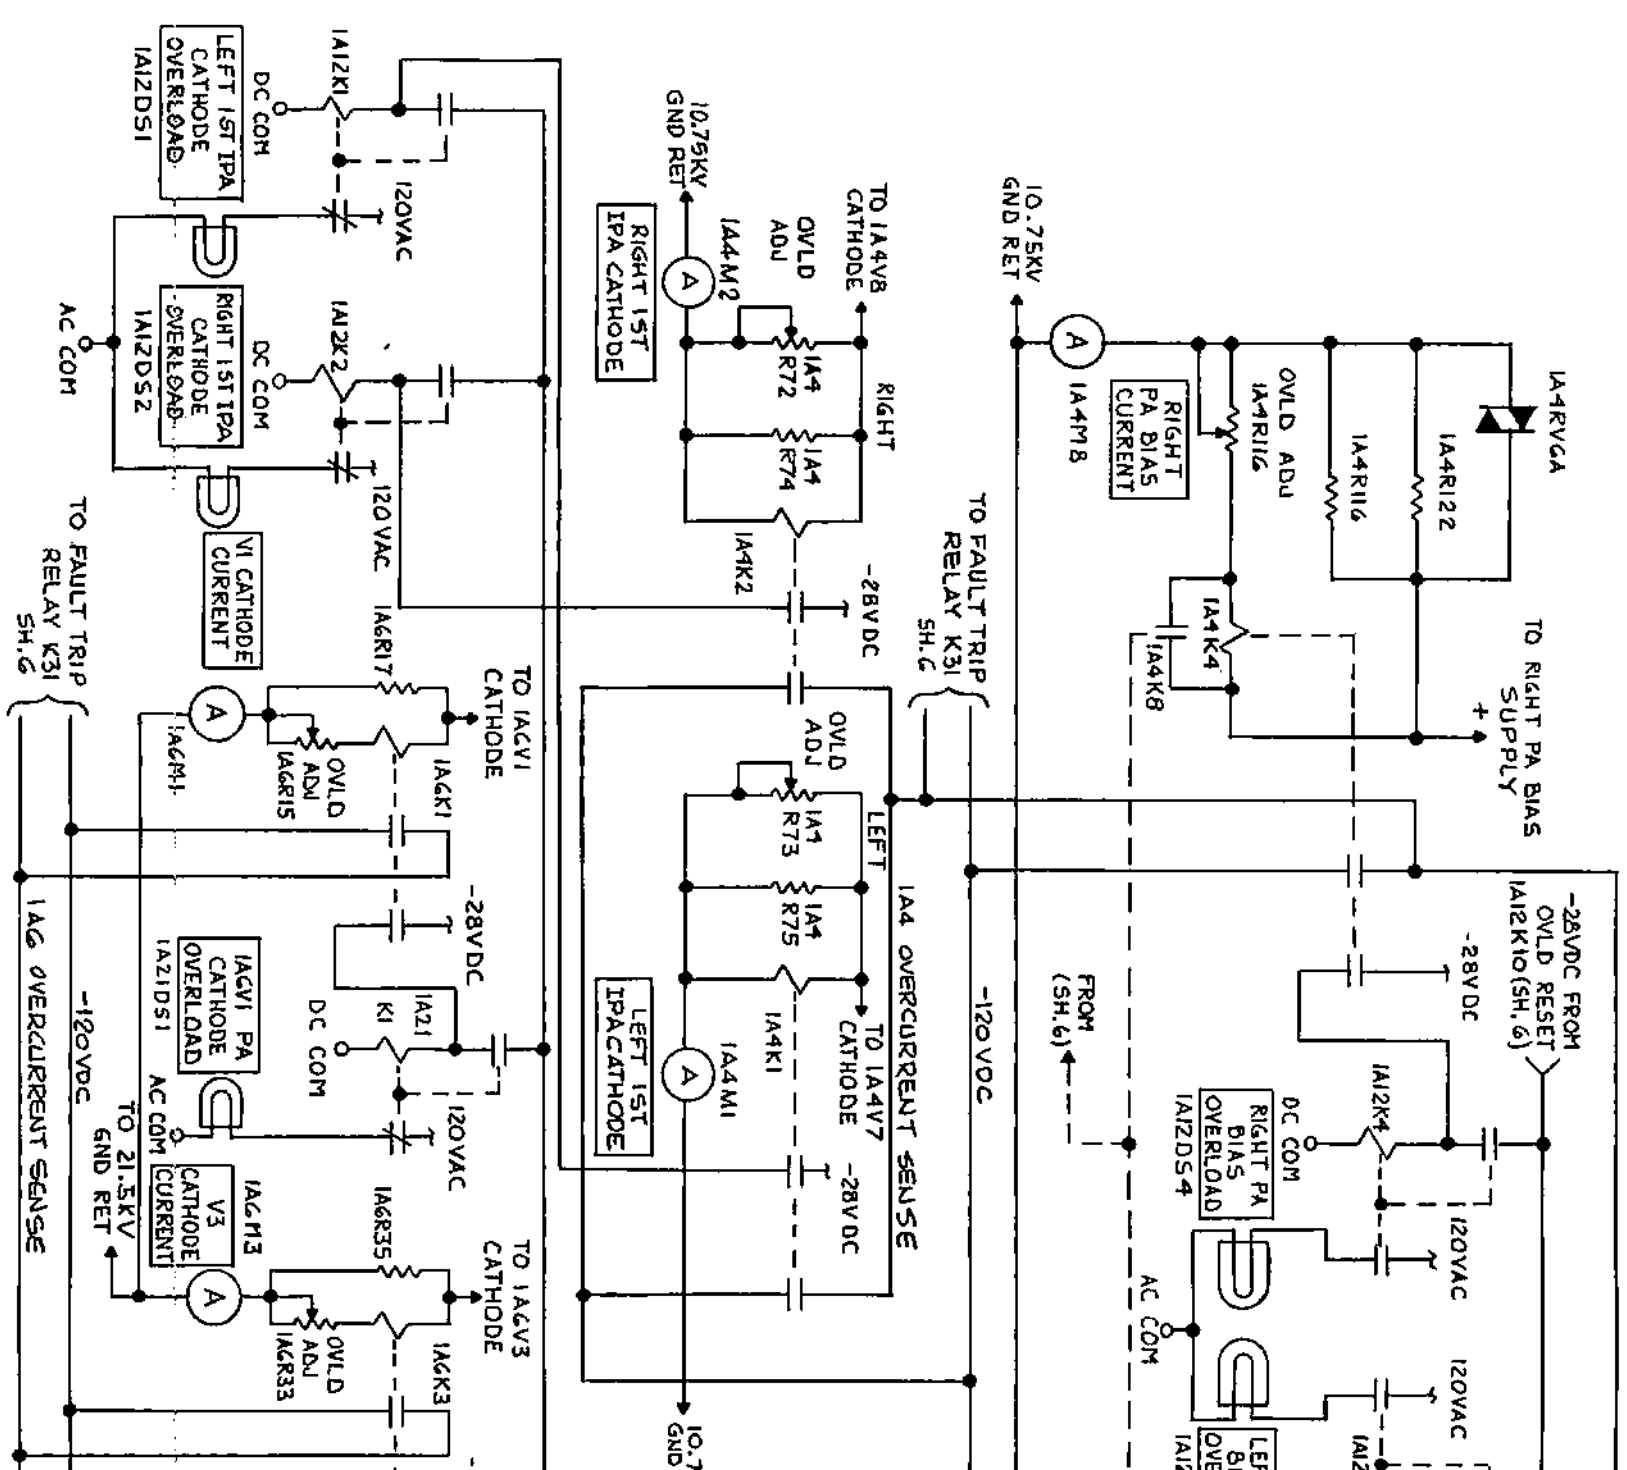 1A4RVGA
1A4R122
1A4R116
OVLD ADJ
1A4R116
RIGHT
PA BIAS
CURRENT
1A4M8
10.75KV
GND RET
TO RIGHT PA BIAS
SUPPLY
+
1A4K4
1A4K8
-28VDC FROM
OVLD RESET
1A12K10(SH.6)
-28VDC
1A12K4
DC COM
RIGHT PA
BIAS
OVERLOAD
1A12DS4
120VAC
AC COM
120VAC
FROM
(SH.6)
TO FAULT TRIP
RELAY K31
SH.6
-120VDC
1A4 OVERCURRENT SENSE
TO 1A4V8
CATHODE
RIGHT
OVLD
ADJ
1A4
R72
1A4
R74
1A4M2
10.75KV
GND RET
RIGHT 1ST
IPA CATHODE
1A4K2
-28VDC
OVLD
ADJ
LEFT
1A4
R73
1A4
R75
1A4K1
TO 1A4V7
CATHODE
1A4M1
LEFT 1ST
IPA CATHODE
-28VDC
10.7
GND
1A12K1
DC COM
LEFT 1ST IPA
CATHODE
OVERLOAD
1A12DS1
120VAC
1A12K2
DC COM
RIGHT 1ST IPA
CATHODE
OVERLOAD
1A12DS2
AC COM
120VAC
V1 CATHODE
CURRENT
1A6R17
TO 1A6V1
CATHODE
1A6K1
OVLD
ADJ
1A6R15
A
1A6M1
TO FAULT TRIP
RELAY K31
SH.6
-28VDC
1A21
K1
DC COM
1A6V1 PA
CATHODE
OVERLOAD
1A21DS1
AC COM
120VAC
1A6M3
V3
CATHODE
CURRENT
TO 21.5KV
GND RET
1A6R35
TO 1A6V3
CATHODE
1A6K3
OVLD
ADJ
1A6R33
A
-120VDC
1A6 OVERCURRENT SENSE
A
A
A